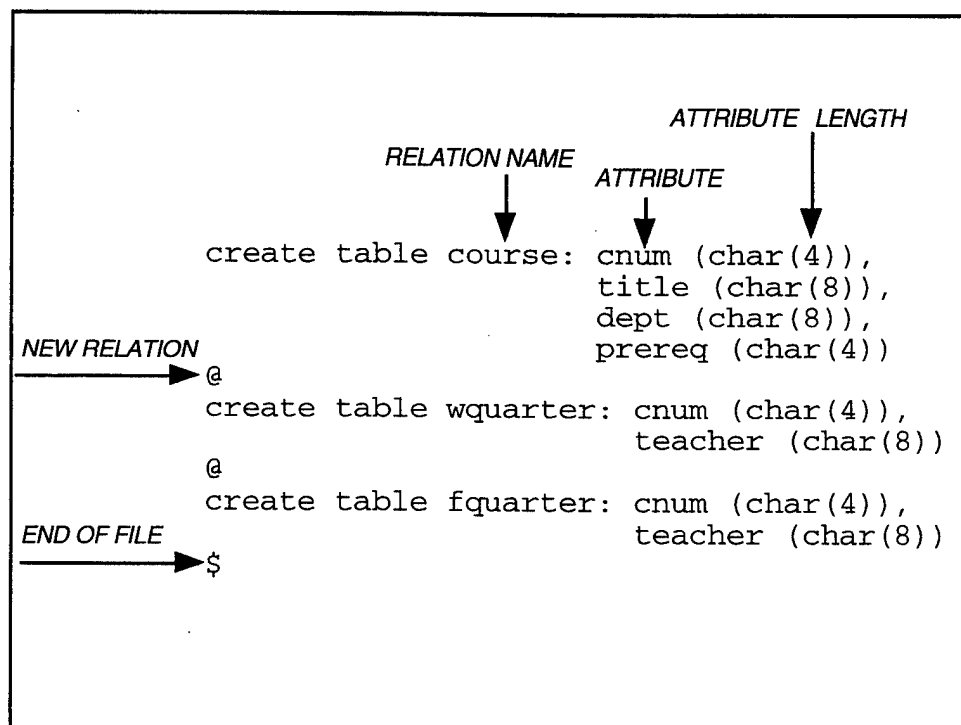 ATTRIBUTE LENGTH
RELATION NAME
ATTRIBUTE
create table course: cnum (char(4)),
title (char(8)),
dept (char(8)),
prereq (char(4))
NEW RELATION
@
create table wquarter: cnum (char(4)),
teacher (char(8))
@
create table fquarter: cnum (char(4)),
teacher (char(8))
END OF FILE
$